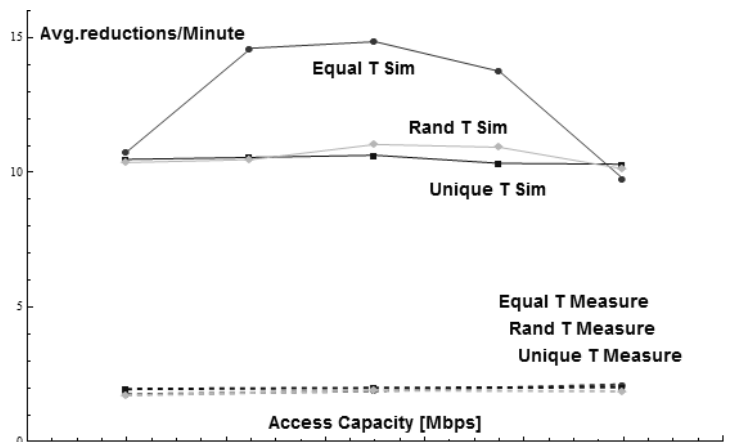 Avg.reductions/Minute
15
Equal T Sim
Rand T Sim
10
Unique T Sim
5
Equal T Measure
Rand T Measure
Unique T Measure
Access Capacity [Mbps]
0